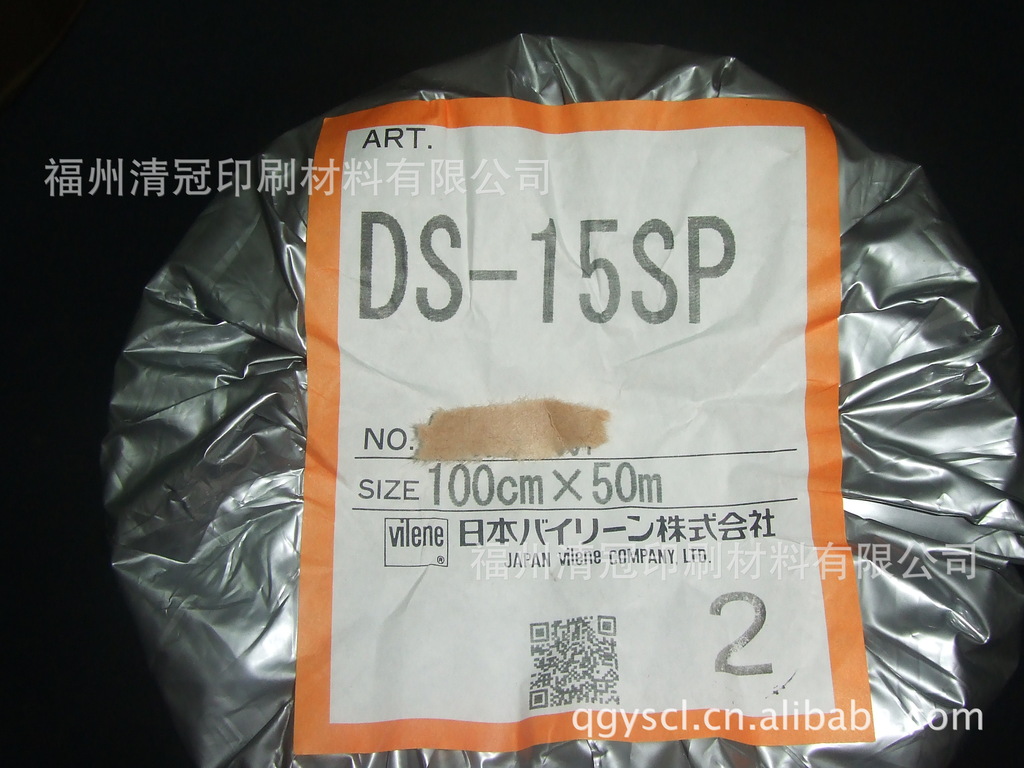 ART.
福州清冠印刷材料有限公司
DS-15SP
NO.
SIZE 100cm×50m
vilene ® 日本バイリーン株式会社
JAPAN vilene COMPANY, LTD.
福州清冠印刷材料有限公司
2
qgyscl.cn.alibaba.com